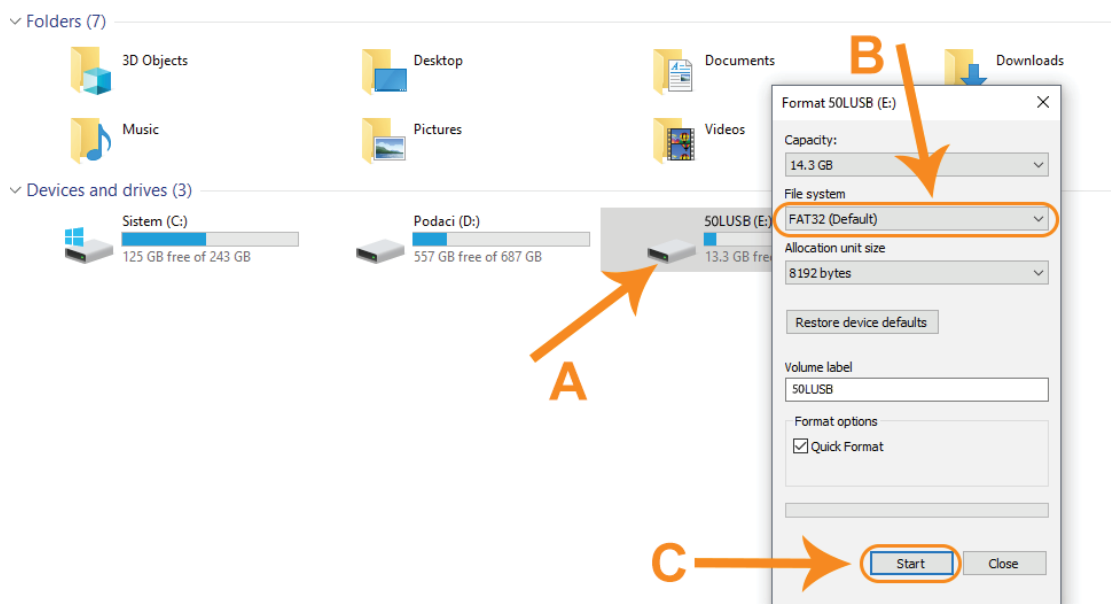 Folders (7)
3D Objects
Desktop
Documents
Downloads
Music
Pictures
Videos
Devices and drives (3)
Sistem (C:)
125 GB free of 243 GB
Podaci (D:)
557 GB free of 687 GB
50LUSB (E:)
13.3 GB free
A
B
Format 50LUSB (E:)
Capacity:
14.3 GB
File system
FAT32 (Default)
Allocation unit size
8192 bytes
Restore device defaults
Volume label
50LUSB
Format options
Quick Format
C
Start
Close